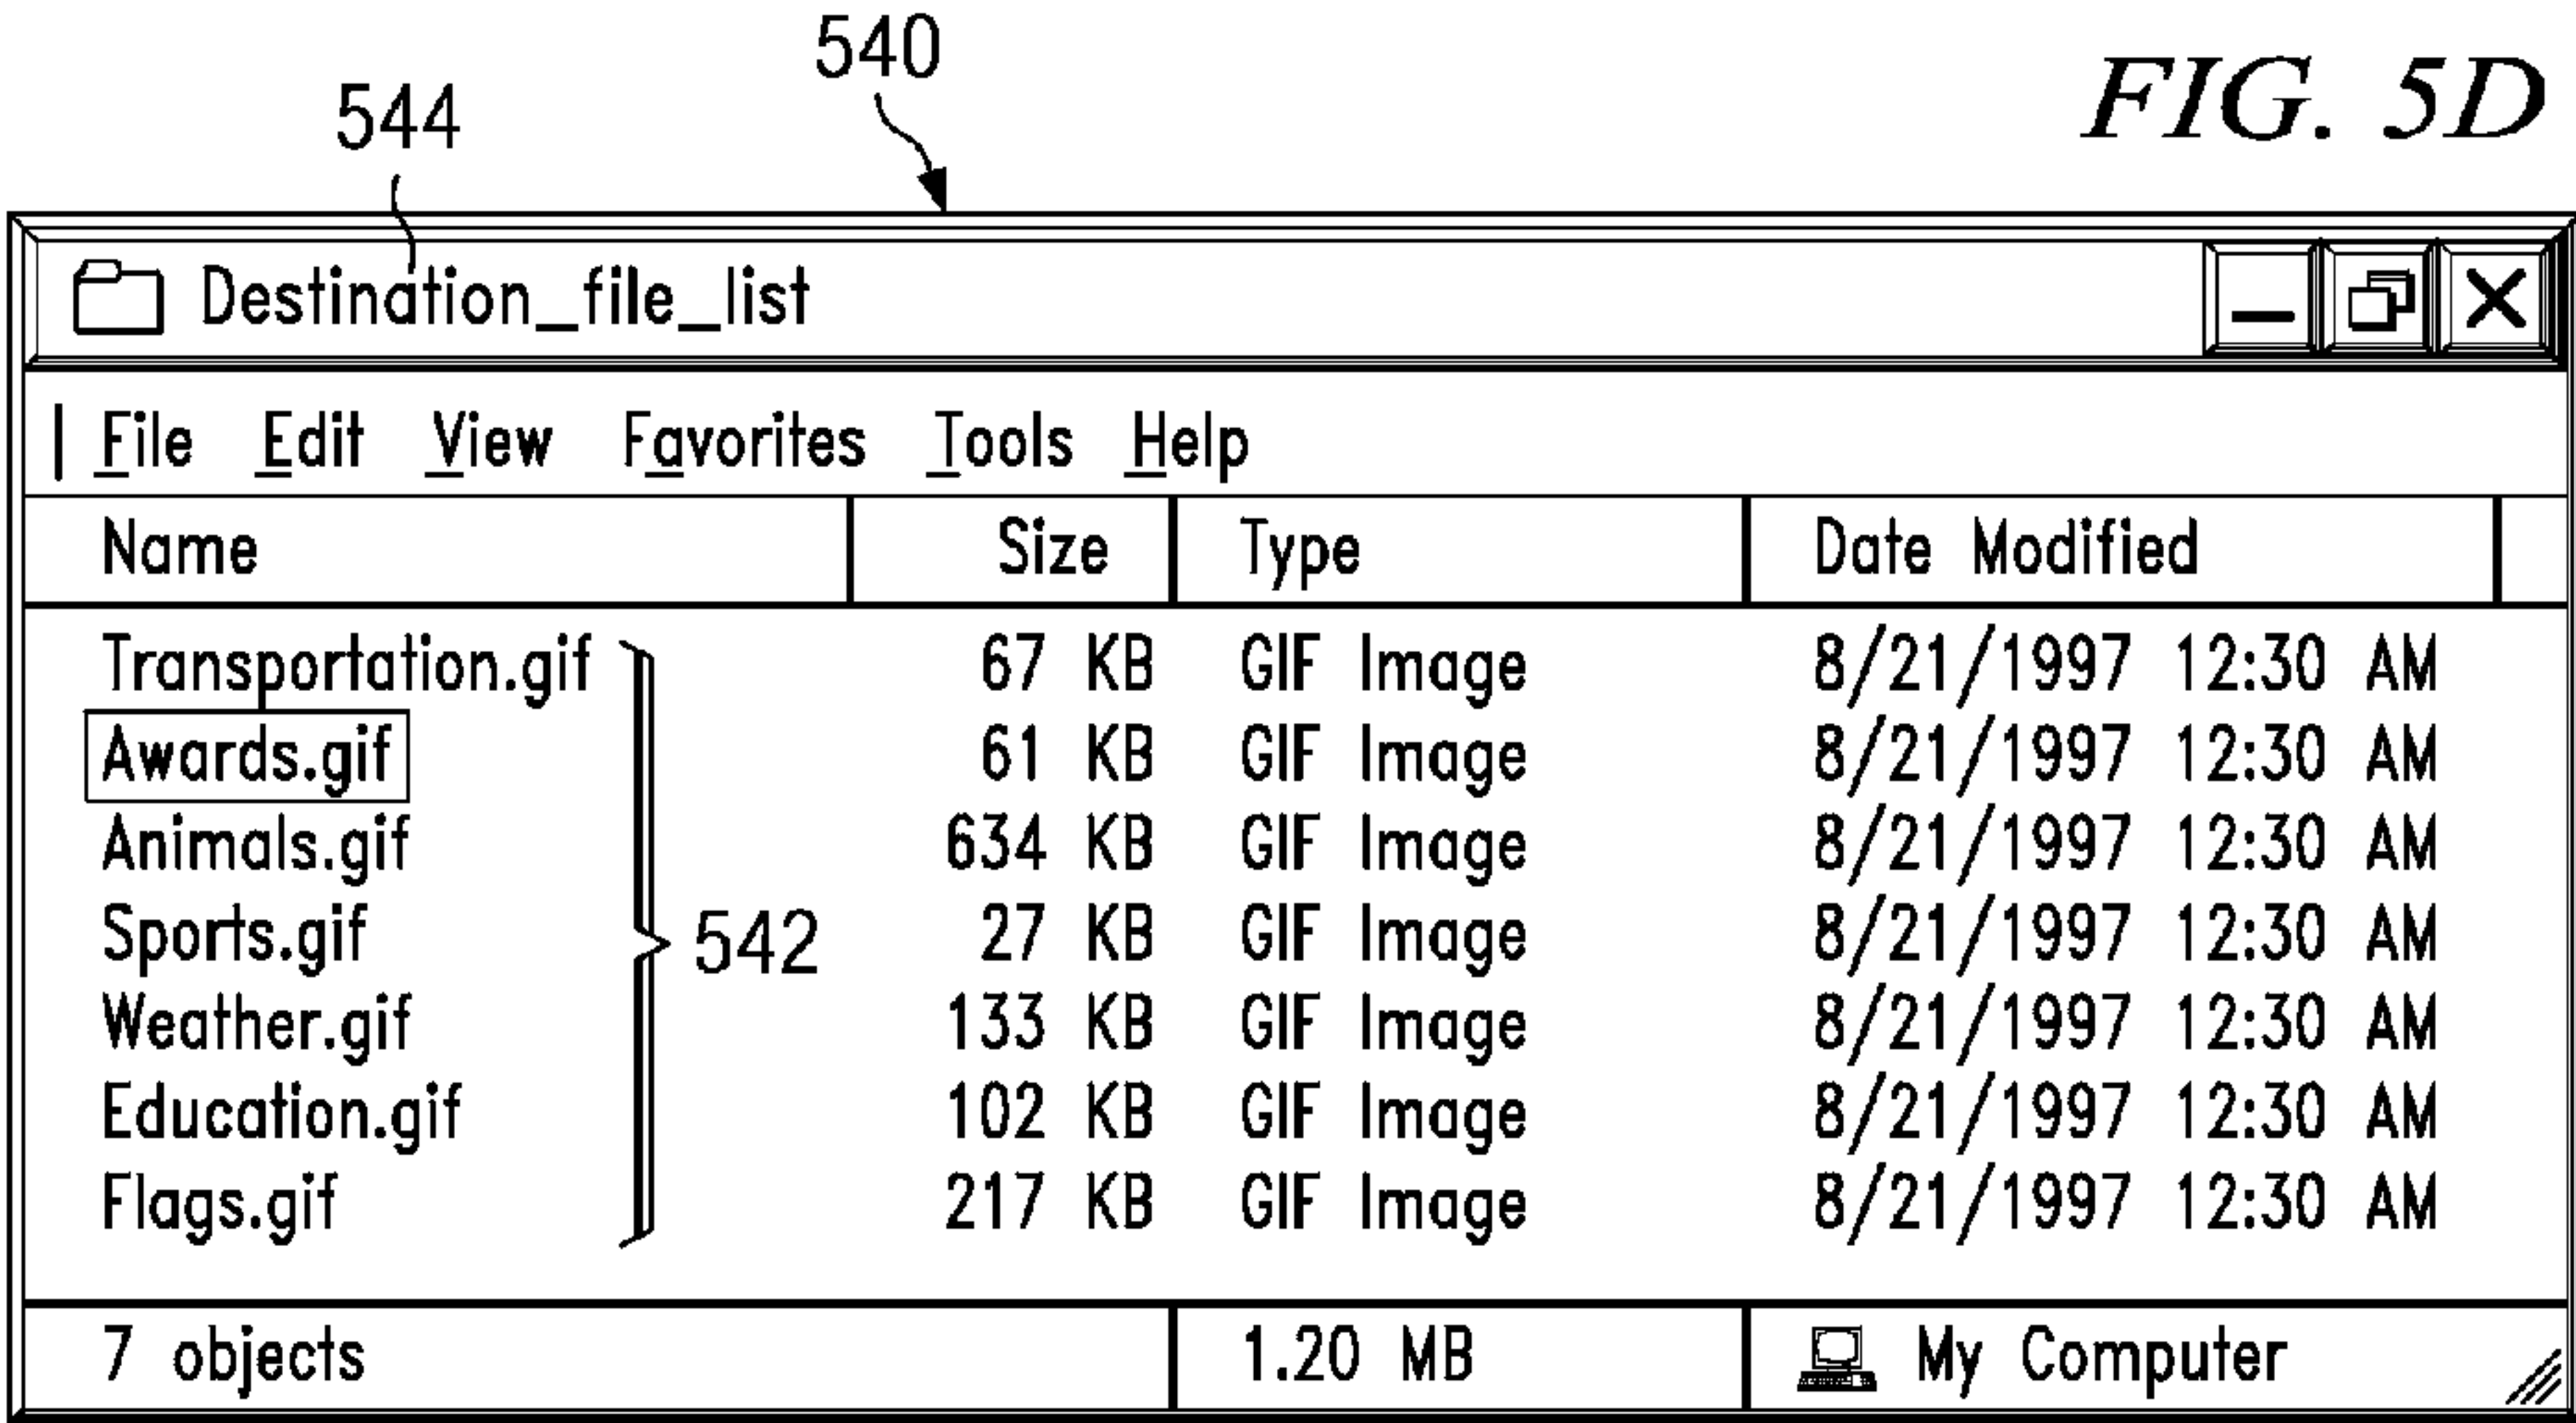 540
FIG. 5D
544
Destination_file_list
File Edit View Favorites Tools Help
Name Size Type Date Modified
Transportation.gif 67 KB GIF Image 8/21/1997 12:30 AM
Awards.gif 61 KB GIF Image 8/21/1997 12:30 AM
Animals.gif 634 KB GIF Image 8/21/1997 12:30 AM
Sports.gif 542 27 KB GIF Image 8/21/1997 12:30 AM
Weather.gif 133 KB GIF Image 8/21/1997 12:30 AM
Education.gif 102 KB GIF Image 8/21/1997 12:30 AM
Flags.gif 217 KB GIF Image 8/21/1997 12:30 AM
7 objects 1.20 MB My Computer